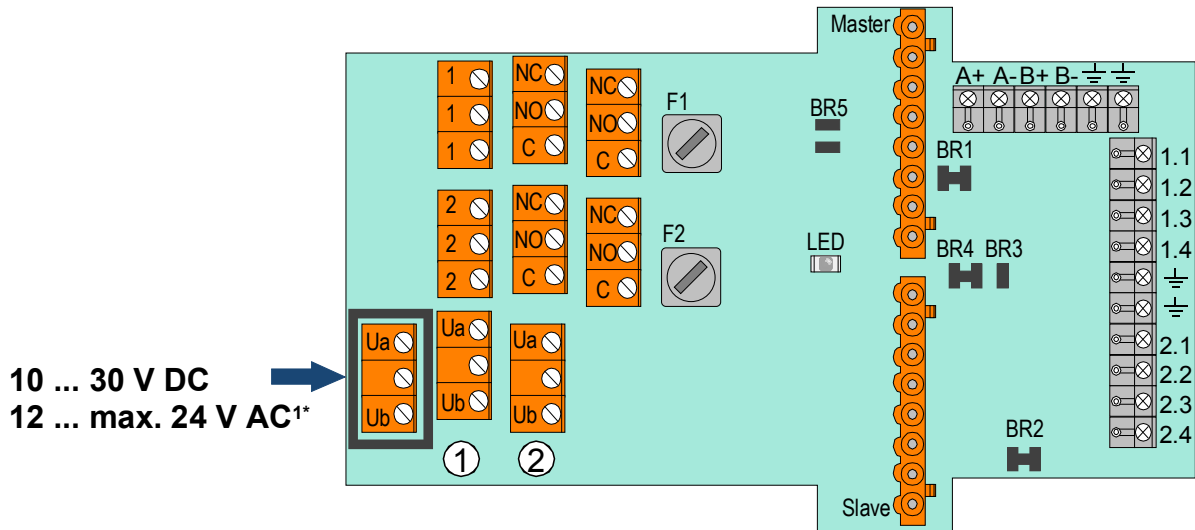 Master
A+ A- B+ B-
1 NC NC F1 BR5
1 NO NO
1 C C
BR1
1.1
1.2
1.3
1.4
2 NC NC F2 LED BR4 BR3
2 NO NO
2 C C
Ua Ua Ua
Ub Ub Ub
10 ... 30 V DC
12 ... max. 24 V AC¹*
1 2
2.1
2.2
2.3
2.4
BR2
Slave